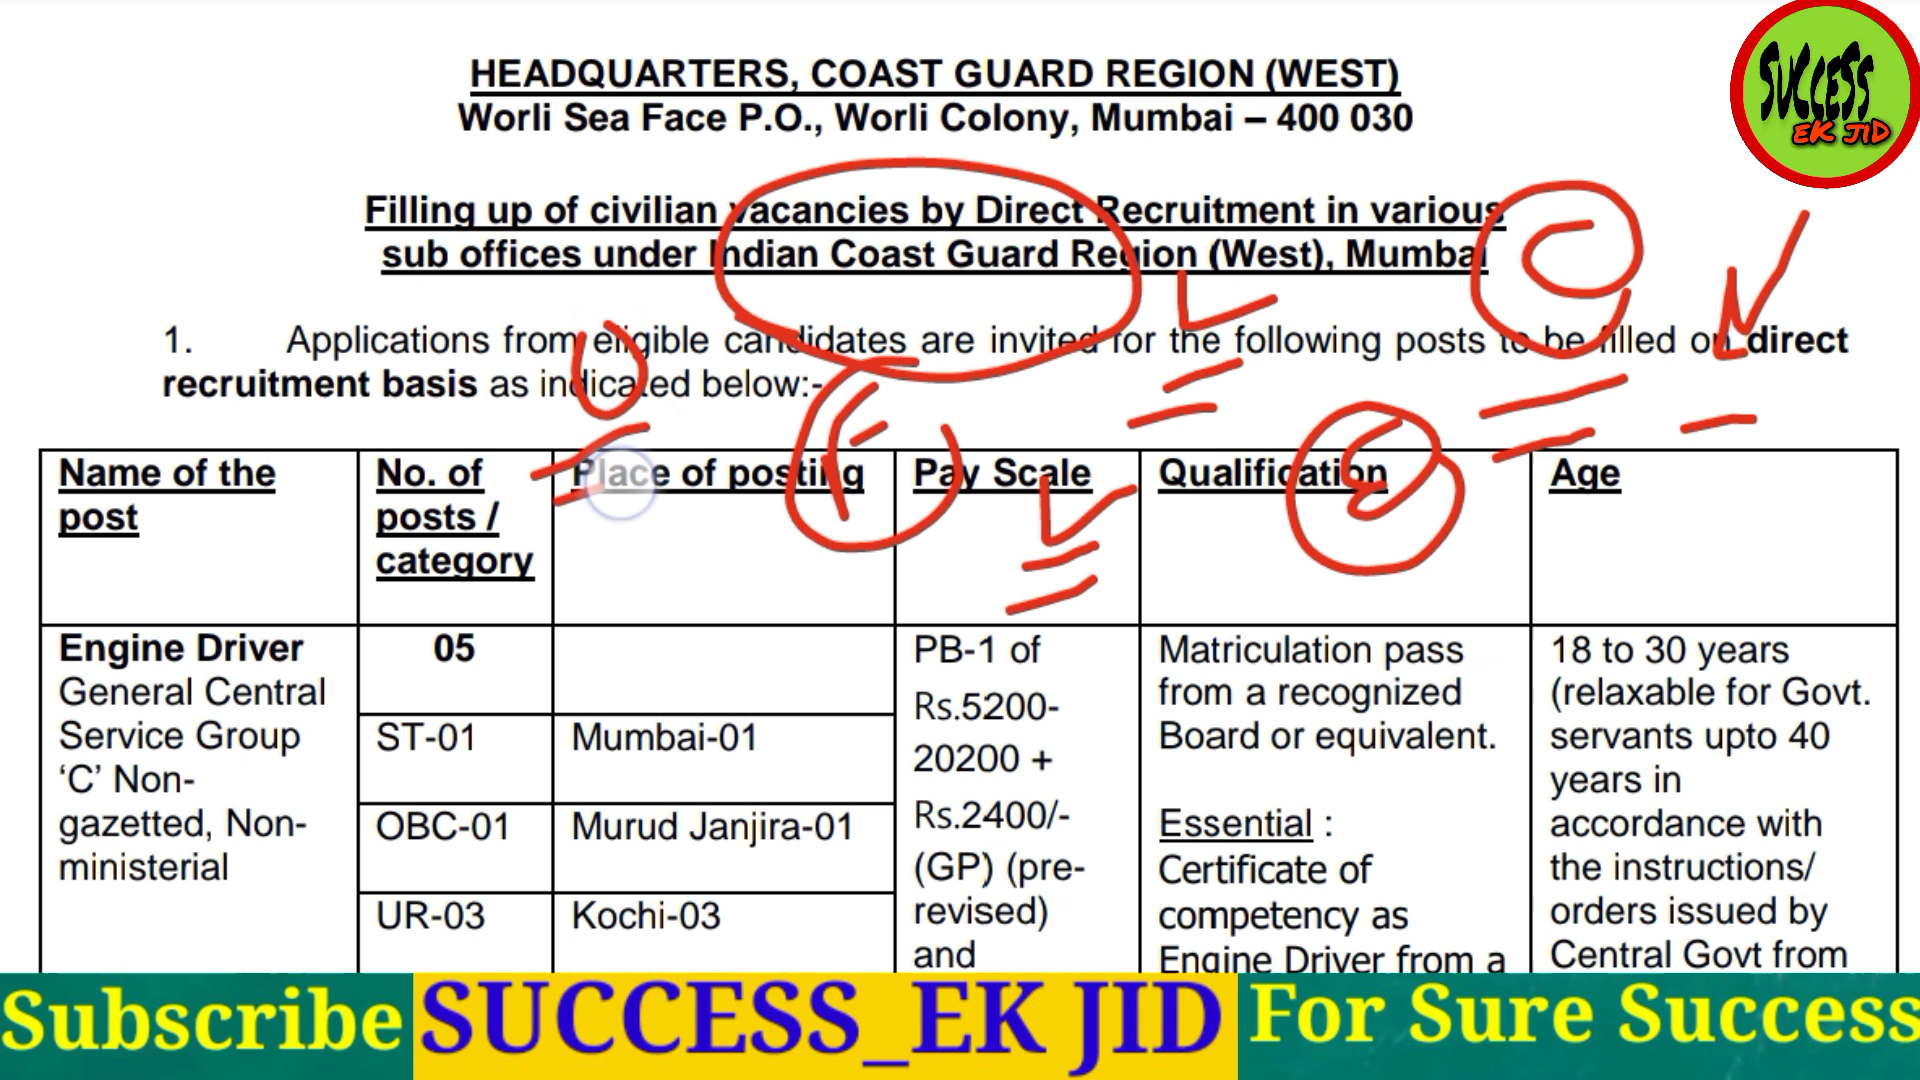 HEADQUARTERS, COAST GUARD REGION (WEST)
Worli Sea Face P.O., Worli Colony, Mumbai – 400 030
SUCCESS
EK JID
Filling up of civilian vacancies by Direct Recruitment in various
sub offices under Indian Coast Guard Region (West), Mumbai
1. Applications from eligible candidates are invited for the following posts to be filled on direct
recruitment basis as indicated below:-
Name of the
post
No. of
posts /
category
Place of posting
Pay Scale
Qualification
Age
Engine Driver
General Central
Service Group
‘C’ Non-
gazetted, Non-
ministerial
05
ST-01
Mumbai-01
OBC-01
Murud Janjira-01
UR-03
Kochi-03
PB-1 of
Rs.5200-
20200 +
Rs.2400/-
(GP) (pre-
revised)
and
Matriculation pass
from a recognized
Board or equivalent.
Essential :
Certificate of
competency as
Engine Driver from a
18 to 30 years
(relaxable for Govt.
servants upto 40
years in
accordance with
the instructions/
orders issued by
Central Govt from
Subscribe SUCCESS_EK JID For Sure Success